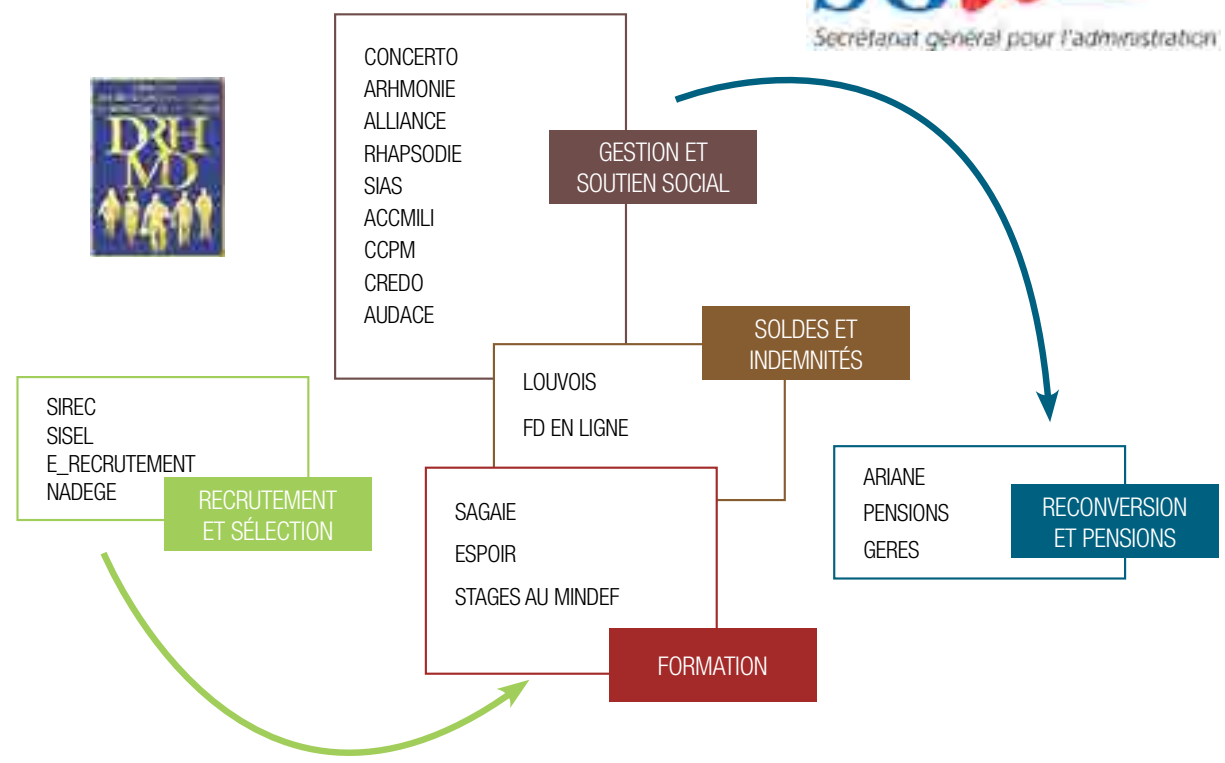 Secrétariat général pour l'administration
DRH
MD
CONCERTO
ARHMONIE
ALLIANCE
RHAPSODIE
SIAS
ACCMILI
CCPM
CREDO
AUDACE
GESTION ET
SOUTIEN SOCIAL
SOLDES ET
INDEMNITÉS
LOUVOIS
FD EN LIGNE
SIREC
SISEL
E_RECRUTEMENT
NADEGE
RECRUTEMENT
ET SÉLECTION
SAGAIE
ESPOIR
STAGES AU MINDEF
FORMATION
ARIANE
PENSIONS
GERES
RECONVERSION
ET PENSIONS